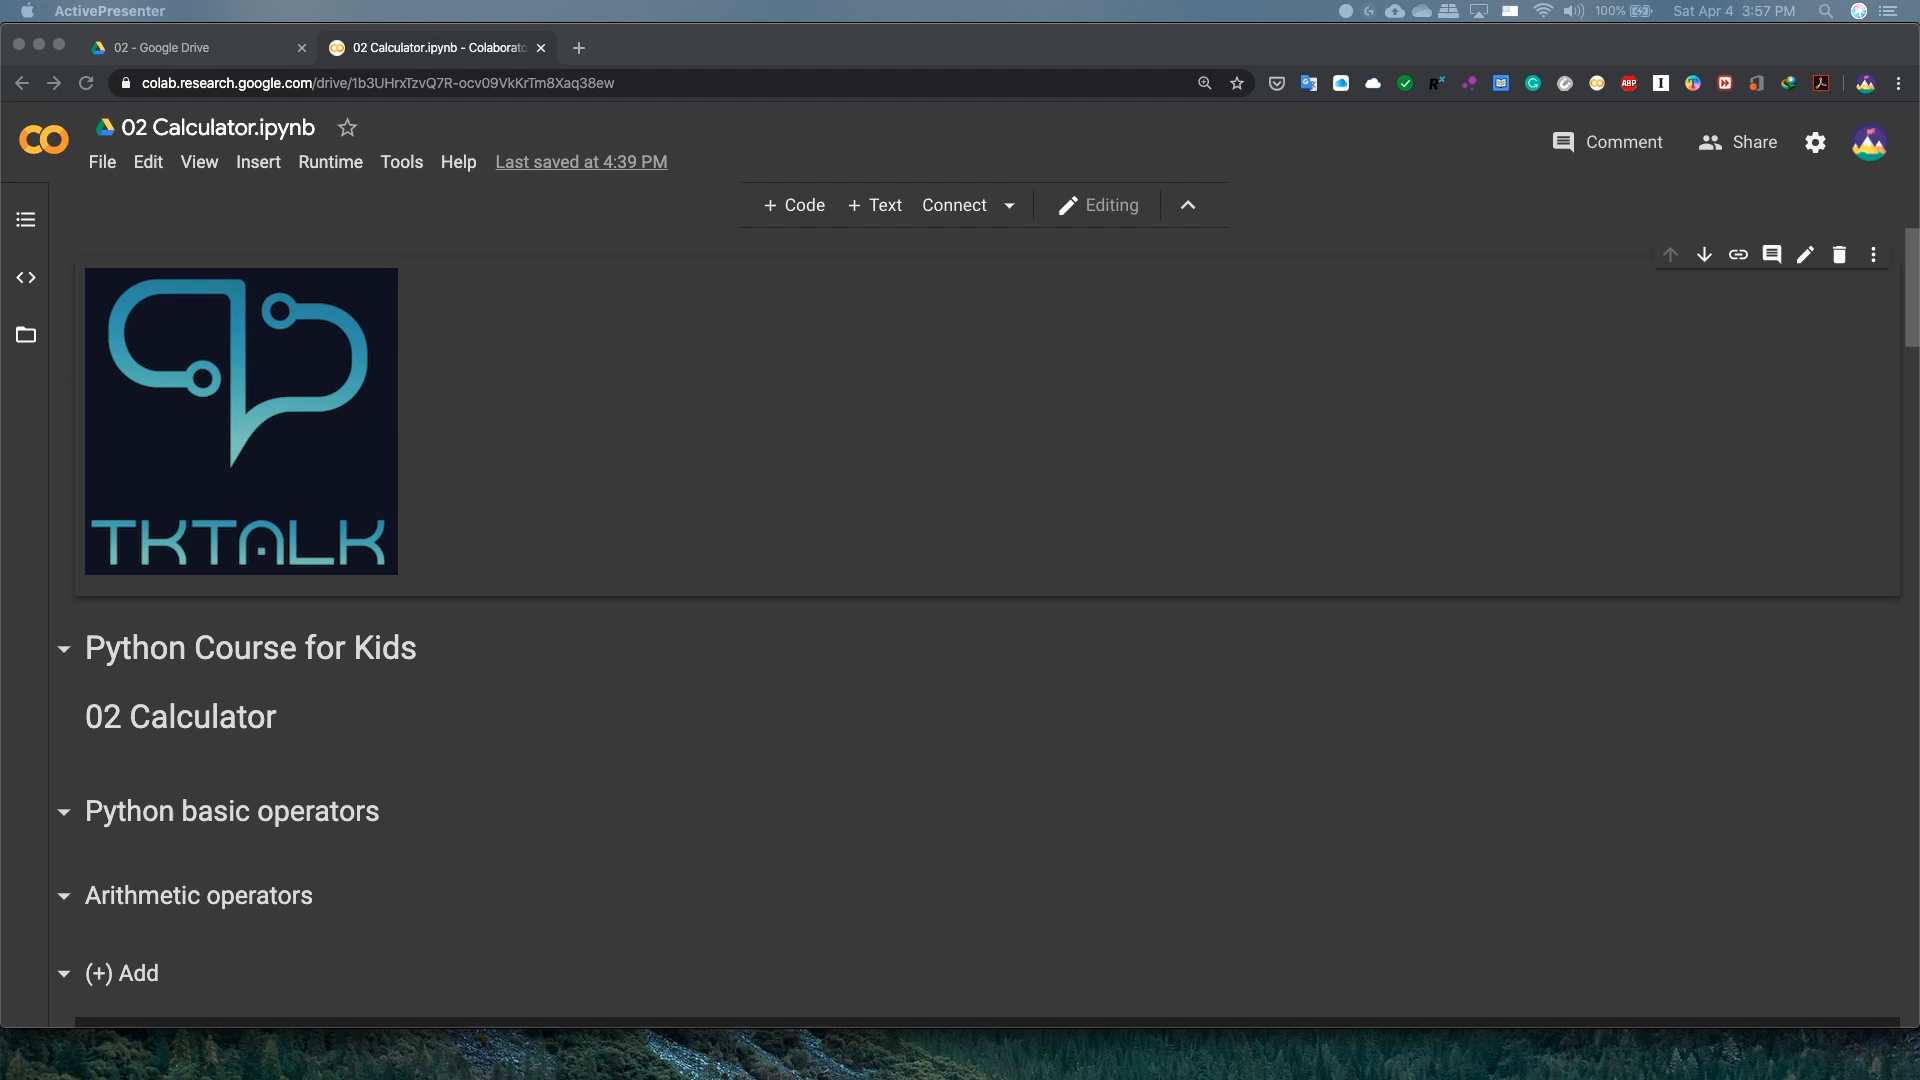 ActivePresenter
100%
Sat Apr 4 3:57 PM
02 - Google Drive
02 Calculator.ipynb - Colaborato
colab.research.google.com/drive/1b3UHrxTzvQ7R-ocv09VkKrTm8Xaq38ew
ABP
02 Calculator.ipynb
Comment
Share
File Edit View Insert Runtime Tools Help Last saved at 4:39 PM
+ Code + Text Connect Editing
TKTALK
Python Course for Kids
02 Calculator
Python basic operators
Arithmetic operators
(+) Add